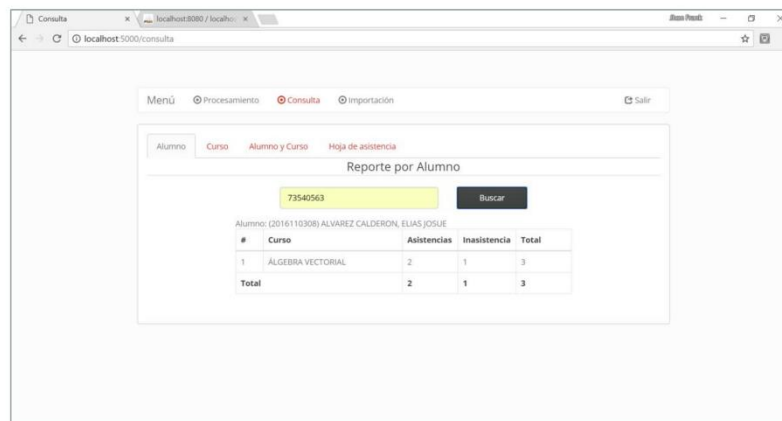 Consulta
localhost:8080 / localho
localhost:5000/consulta
Menú Procesamiento Consulta Importación Salir
Alumno Curso Alumno y Curso Hoja de asistencia
Reporte por Alumno
73540563 Buscar
Alumno: (2016110308) ALVAREZ CALDERON, ELIAS JOSUE
# Curso Asistencias Inasistencia Total
1 ÁLGEBRA VECTORIAL 2 1 3
Total 2 1 3